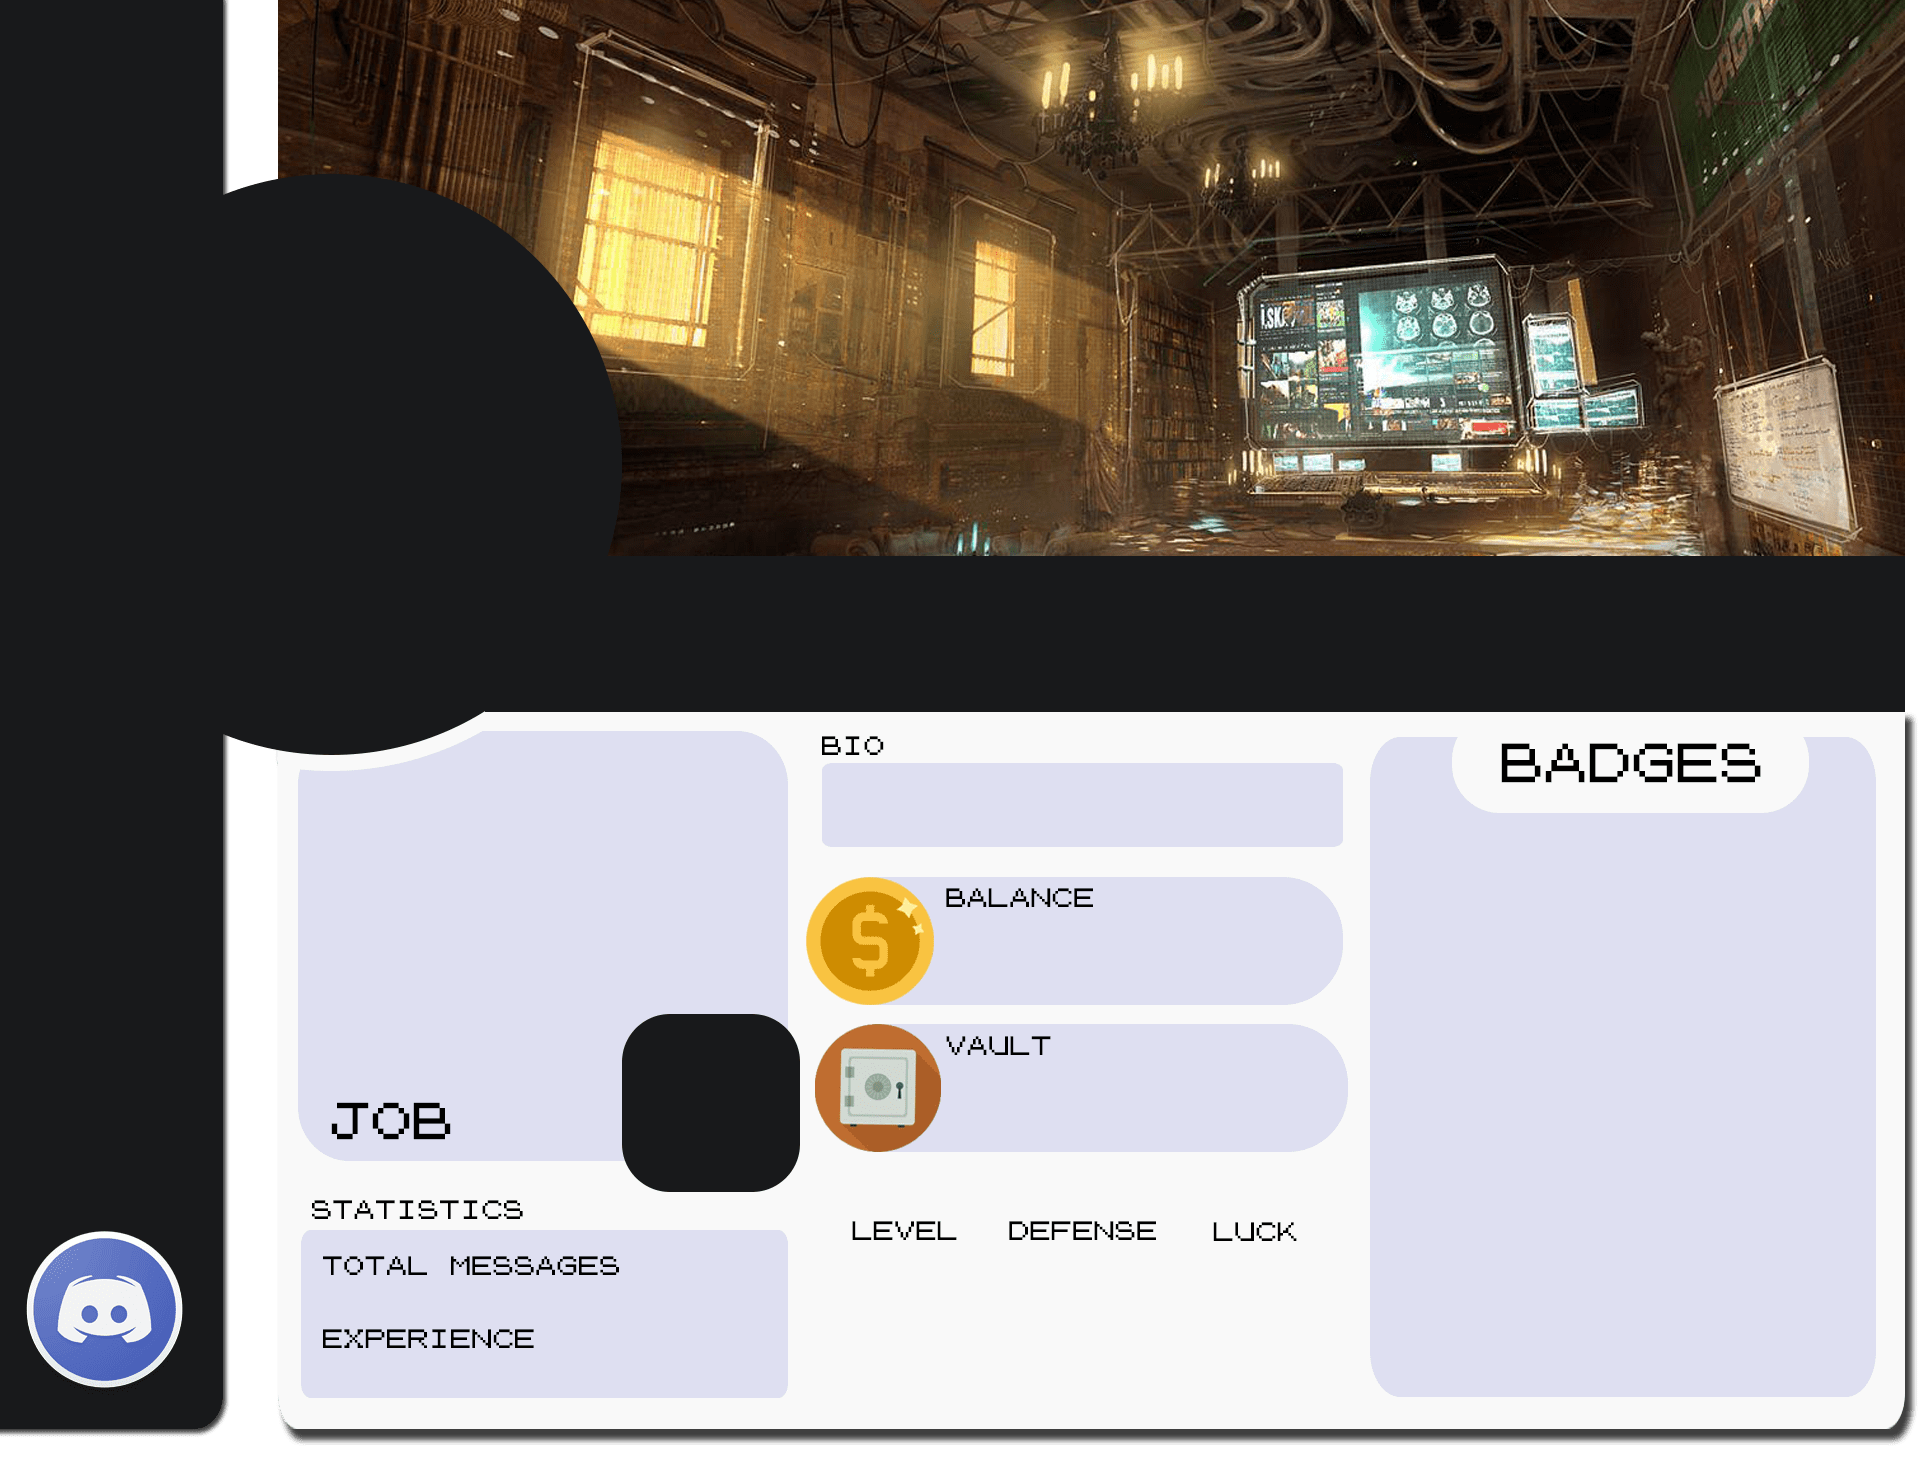 BIO
BADGES
BALANCE
VAULT
JOB
STATISTICS
LEVEL DEFENSE LUCK
TOTAL MESSAGES
EXPERIENCE